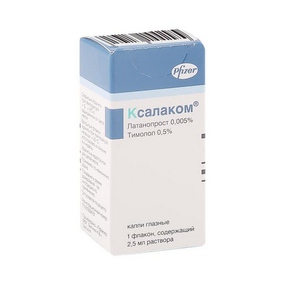 Pfizer
Ксалаком®
Латанопрост 0,005%
Тимолол 0,5%
капли глазные
1 флакон, содержащий
2,5 мл раствора